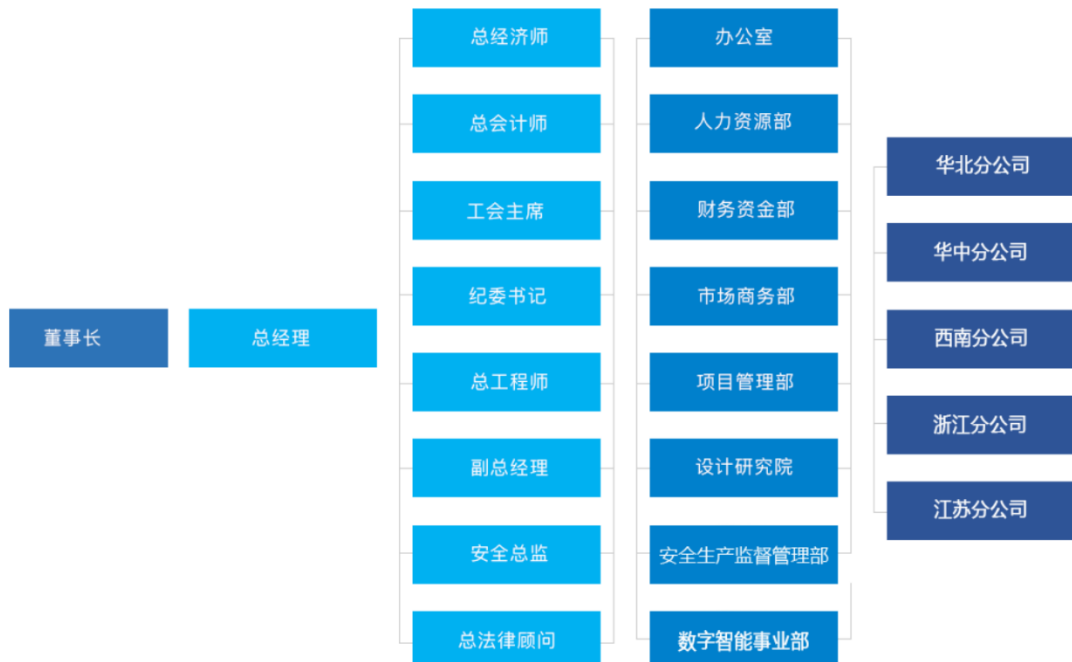 董事长
总经理
总经济师
总会计师
工会主席
纪委书记
总工程师
副总经理
安全总监
总法律顾问
办公室
人力资源部
财务资金部
市场商务部
项目管理部
设计研究院
安全生产监督管理部
数字智能事业部
华北分公司
华中分公司
西南分公司
浙江分公司
江苏分公司